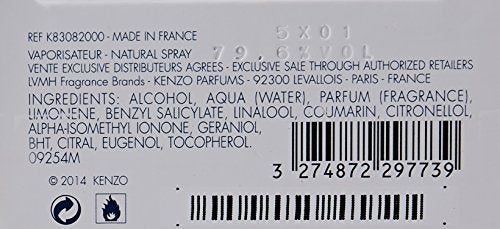 REF K83082000 - MADE IN FRANCE
5X01
VAPORISATEUR - NATURAL SPRAY
79,6%VOL
VENTE EXCLUSIVE DISTRIBUTEURS AGREES - EXCLUSIVE SALE THROUGH AUTHORIZED RETAILERS
LVMH Fragrance Brands - KENZO PARFUMS - 92300 LEVALLOIS - PARIS - FRANCE
INGREDIENTS: ALCOHOL, AQUA (WATER), PARFUM (FRAGRANCE),
LIMONENE, BENZYL SALICYLATE, LINALOOL, COUMARIN, CITRONELLOL,
ALPHA-ISOMETHYL IONONE, GERANIOL,
BHT, CITRAL, EUGENOL, TOCOPHEROL.
09254M
3 274872 297739
© 2014 KENZO